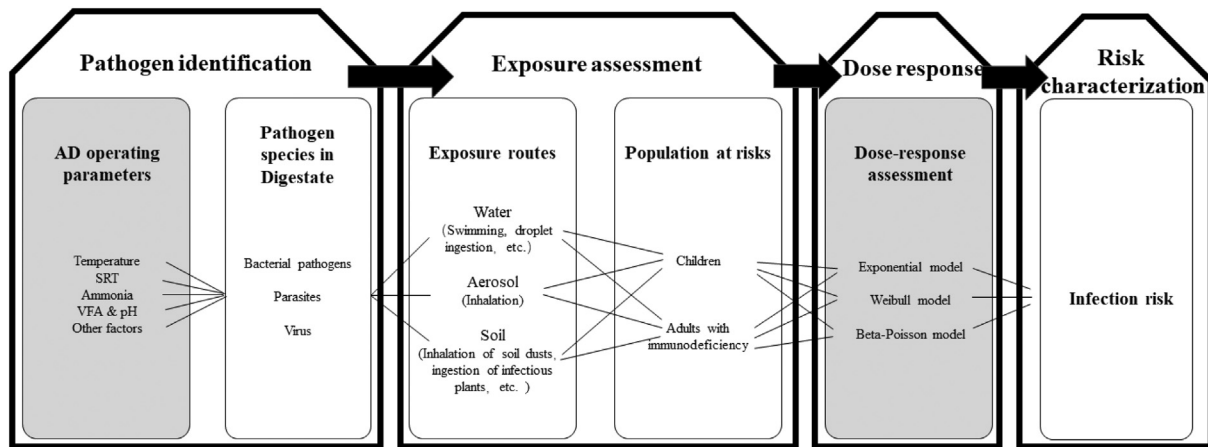 Pathogen identification
AD operating
parameters
Temperature
SRT
Ammonia
VFA & pH
Other factors
Pathogen
species in
Digestate
Bacterial pathogens
Parasites
Virus
Exposure assessment
Exposure routes
Water
(Swimming, droplet
ingestion, etc.)
Aerosol
(Inhalation)
Soil
(Inhalation of soil dusts,
ingestion of infectious
plants, etc. )
Population at risks
Children
Adults with
immunodeficiency
Dose response
Dose-response
assessment
Exponential model
Weibull model
Beta-Poisson model
Risk
characterization
Infection risk